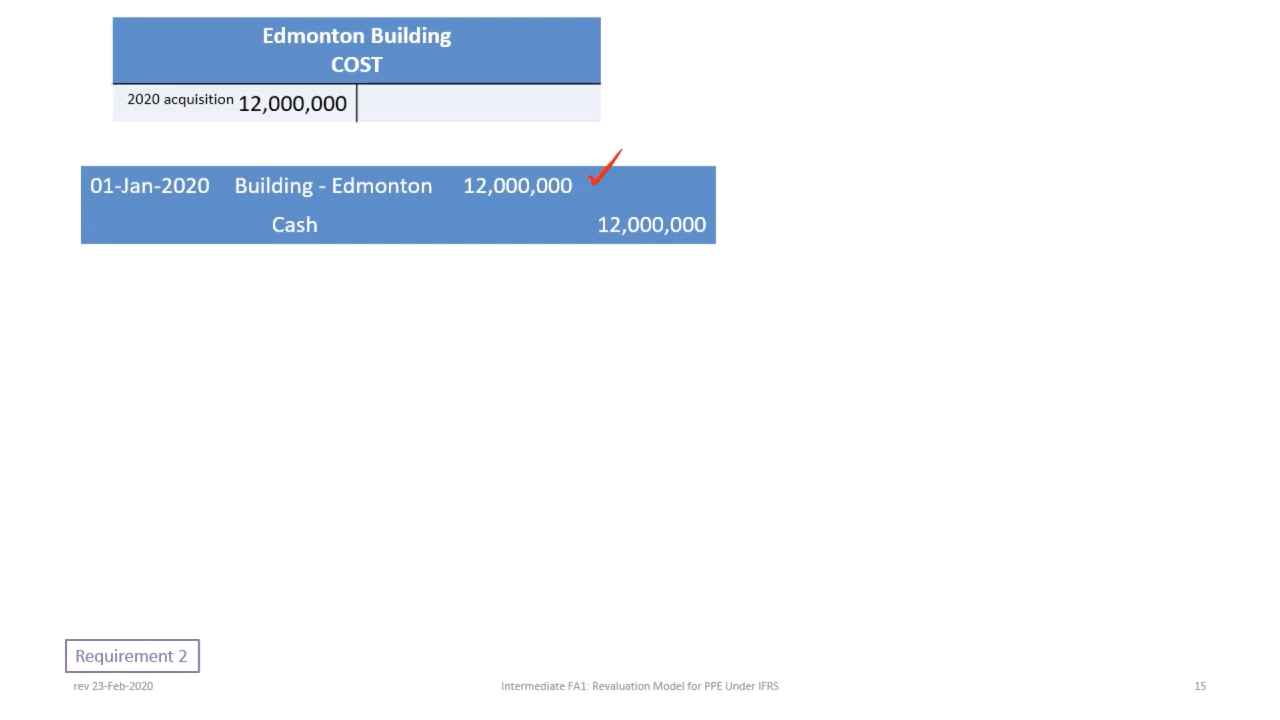 Edmonton Building
COST
2020 acquisition 12,000,000
01-Jan-2020 Building - Edmonton 12,000,000
Cash 12,000,000
Requirement 2
rev 23-Feb-2020 Intermediate FA1: Revaluation Model for PPE Under IFRS 15